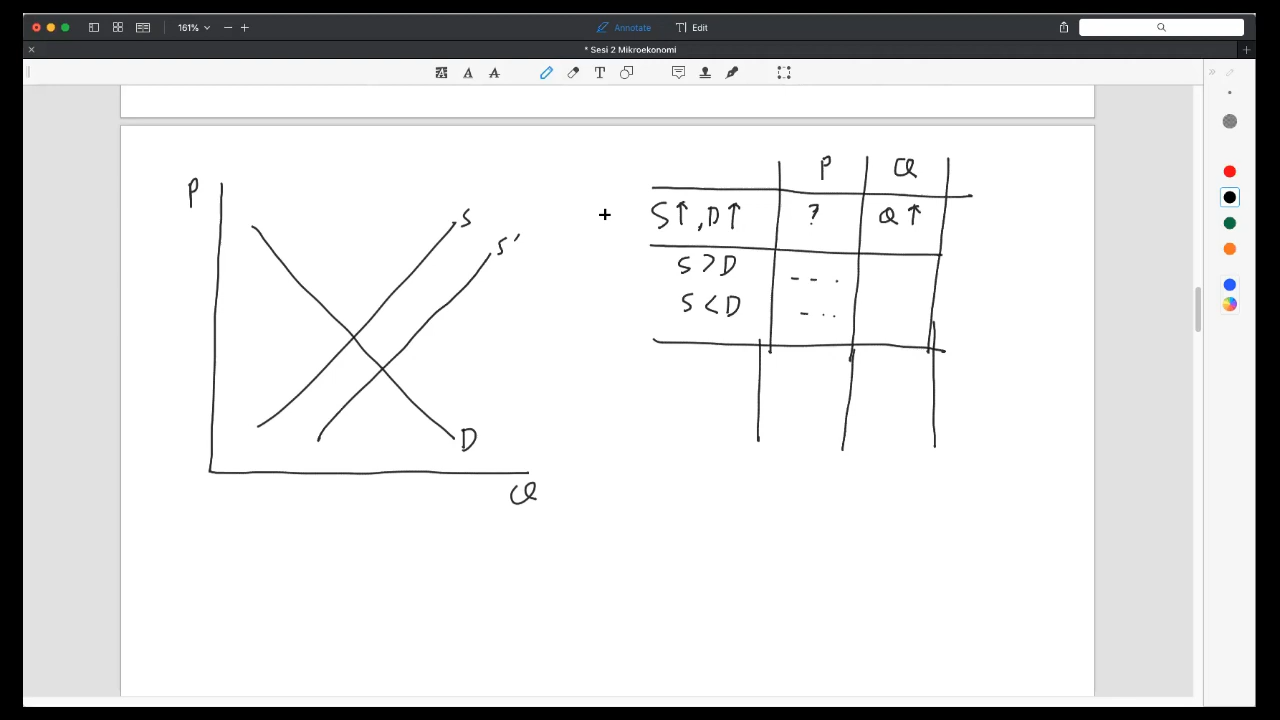 161%
Annotate
Edit
* Sesi 2 Mikroekonomi
P
S
S'
D
Q
P Q
S↑, D↑ ? Q↑
S > D -- .
S < D - ..